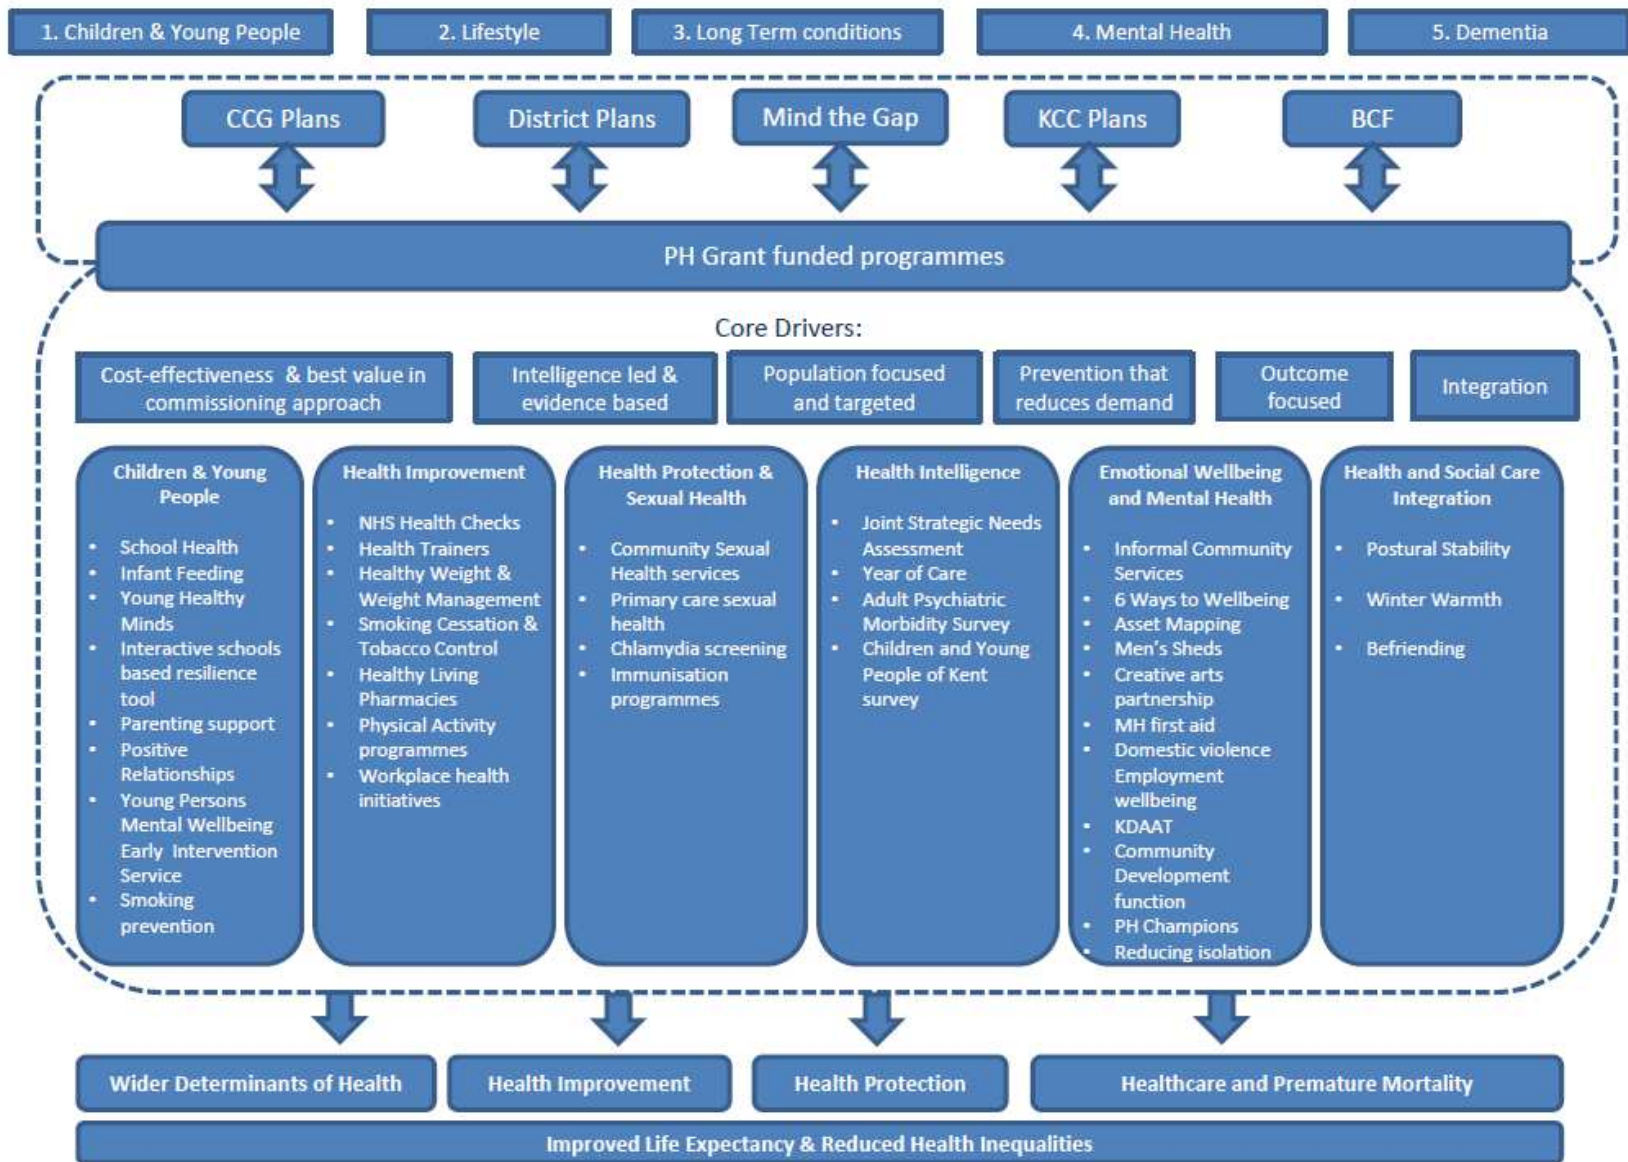 1. Children & Young People
2. Lifestyle
3. Long Term conditions
4. Mental Health
5. Dementia
CCG Plans
District Plans
Mind the Gap
KCC Plans
BCF
PH Grant funded programmes
Core Drivers:
Cost-effectiveness & best value in
commissioning approach
Intelligence led &
evidence based
Population focused
and targeted
Prevention that
reduces demand
Outcome
focused
Integration
Children & Young
People
• School Health
• Infant Feeding
• Young Healthy
Minds
• Interactive schools
based resilience
tool
• Parenting support
• Positive
Relationships
• Young Persons
Mental Wellbeing
Early Intervention
Service
• Smoking
prevention
Health Improvement
• NHS Health Checks
• Health Trainers
• Healthy Weight &
Weight Management
• Smoking Cessation &
Tobacco Control
• Healthy Living
Pharmacies
• Physical Activity
programmes
• Workplace health
initiatives
Health Protection &
Sexual Health
• Community Sexual
Health services
• Primary care sexual
health
• Chlamydia screening
• Immunisation
programmes
Health Intelligence
• Joint Strategic Needs
Assessment
• Year of Care
• Adult Psychiatric
Morbidity Survey
• Children and Young
People of Kent
survey
Emotional Wellbeing
and Mental Health
• Informal Community
Services
• 6 Ways to Wellbeing
• Asset Mapping
• Men's Sheds
• Creative arts
partnership
• MH first aid
• Domestic violence
Employment
wellbeing
• KDAAT
• Community
Development
function
• PH Champions
• Reducing isolation
Health and Social Care
Integration
• Postural Stability
• Winter Warmth
• Befriending
Wider Determinants of Health
Health Improvement
Health Protection
Healthcare and Premature Mortality
Improved Life Expectancy & Reduced Health Inequalities